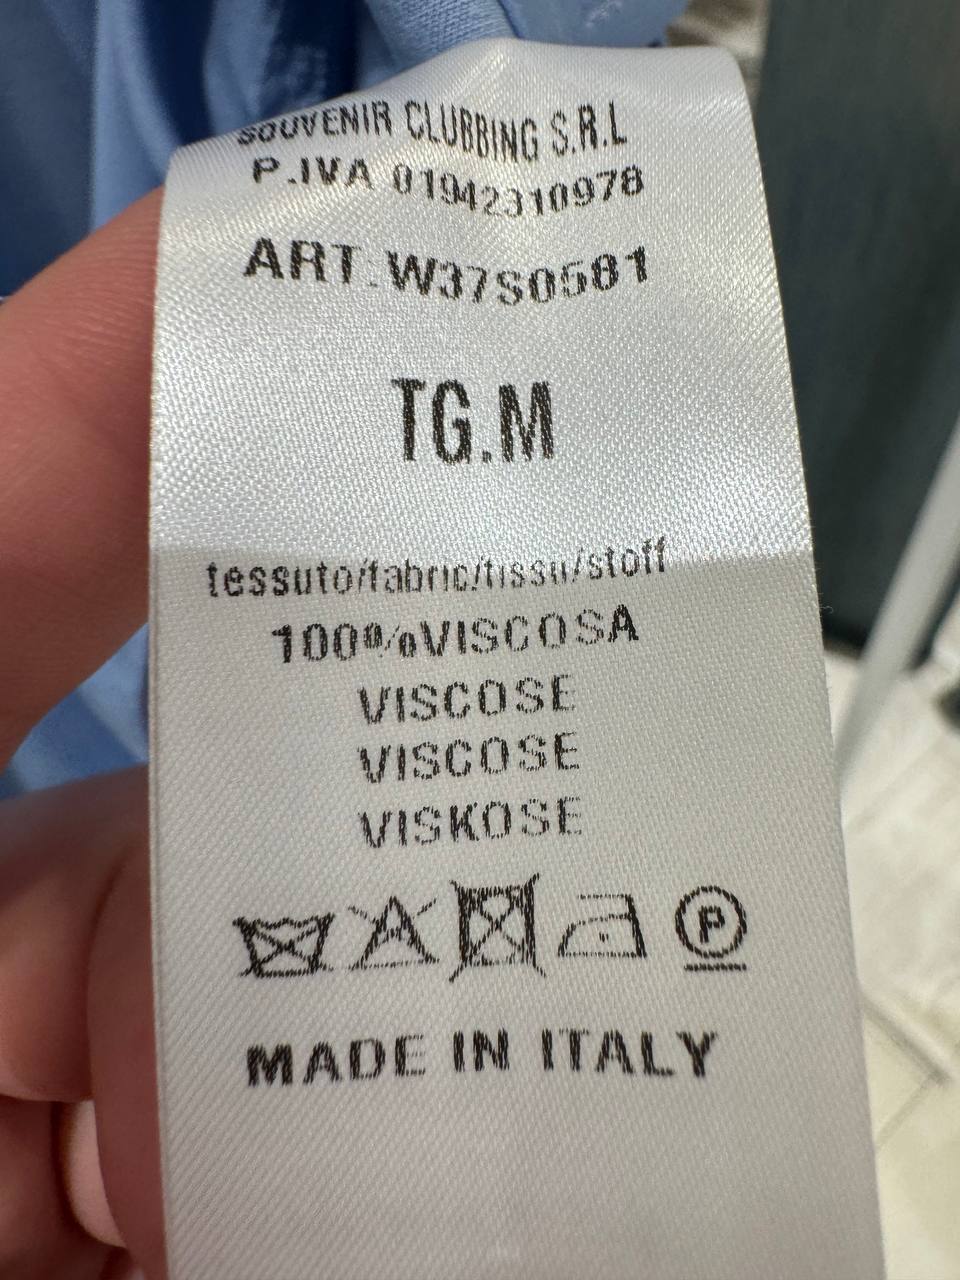 SOUVENIR CLUBBING S.R.L
P.IVA 01942310978
ART.W37S0581
TG.M
tessuto/fabric/tissu/stoff
100%VISCOSA
VISCOSE
VISCOSE
VISKOSE
P
MADE IN ITALY